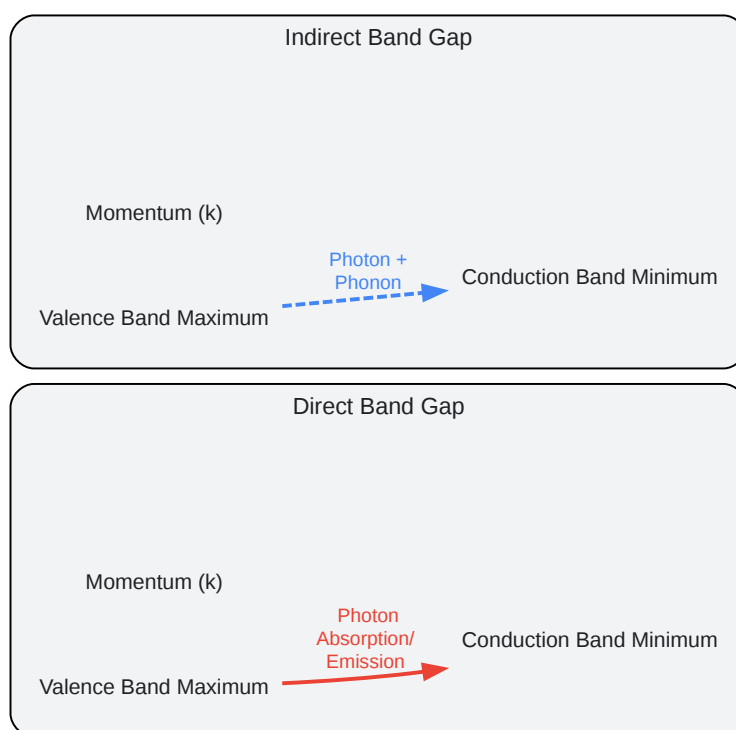 Indirect Band Gap
Momentum (k)
Photon +
Phonon
Conduction Band Minimum
Valence Band Maximum
Direct Band Gap
Momentum (k)
Photon
Absorption/
Emission
Conduction Band Minimum
Valence Band Maximum